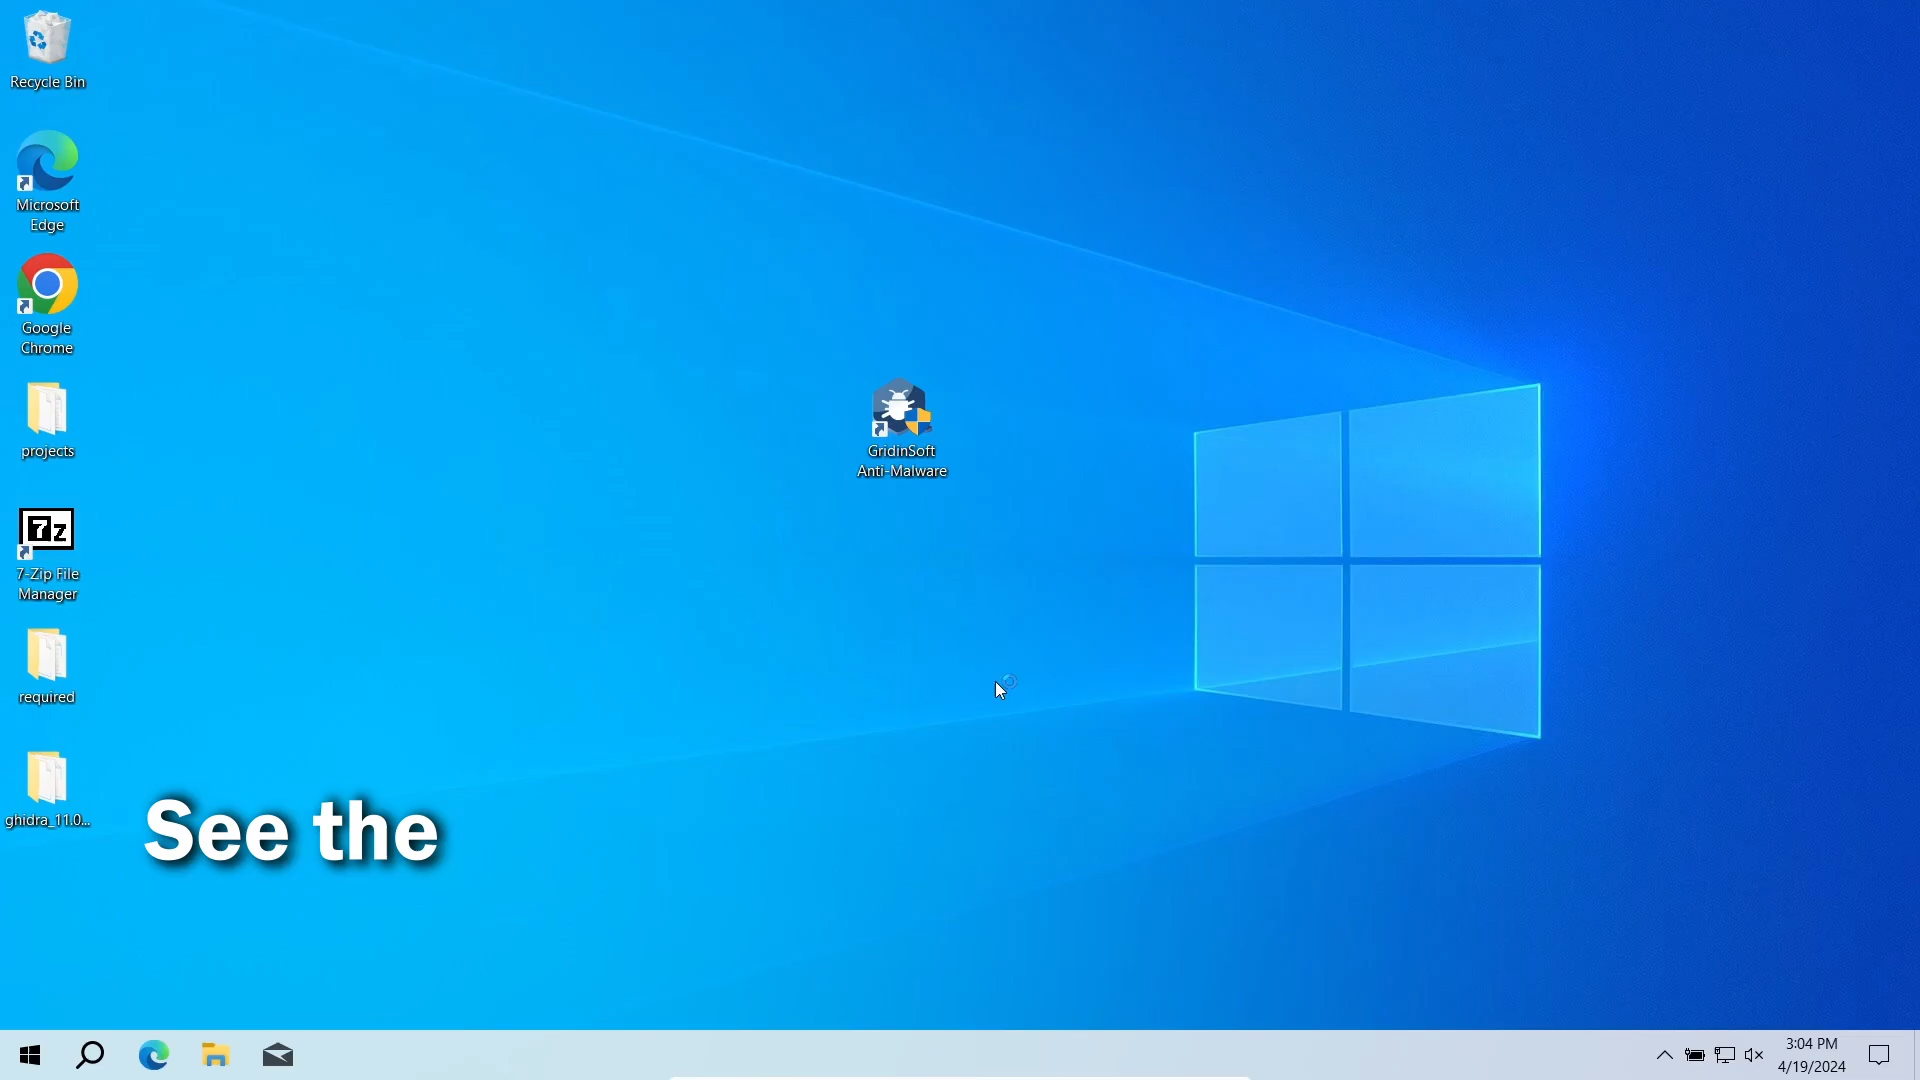 Recycle Bin
Microsoft
Edge
Google
Chrome
projects
7z
7-Zip File
Manager
required
ghidra_11.0...
GridinSoft
Anti-Malware
See the
3:04 PM
4/19/2024